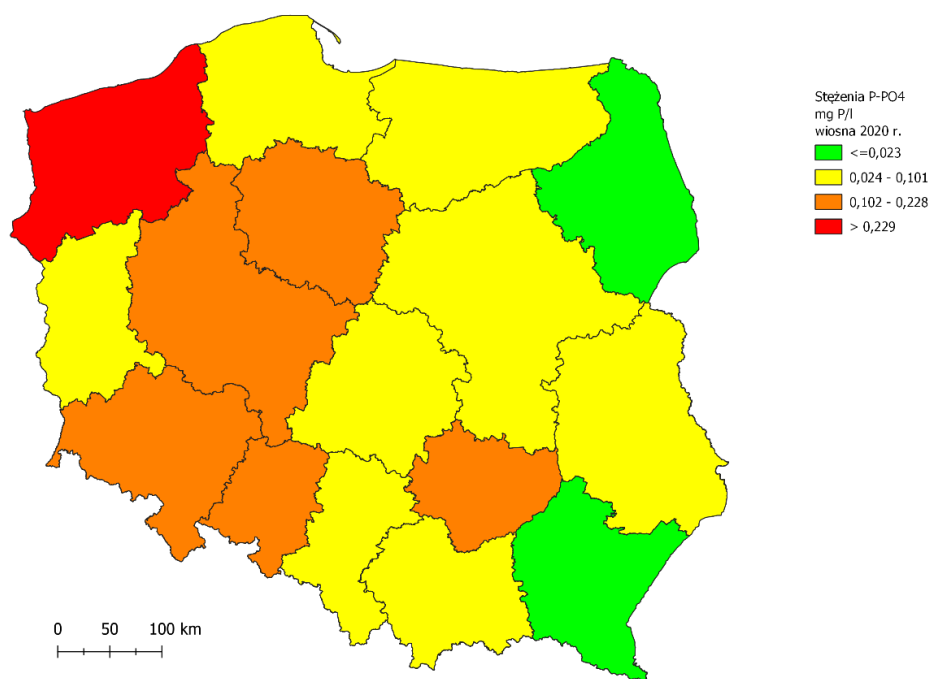 Stężenia P-PO4
mg P/l
wiosna 2020 r.
<=0,023
0,024 - 0,101
0,102 - 0,228
> 0,229
0 50 100 km